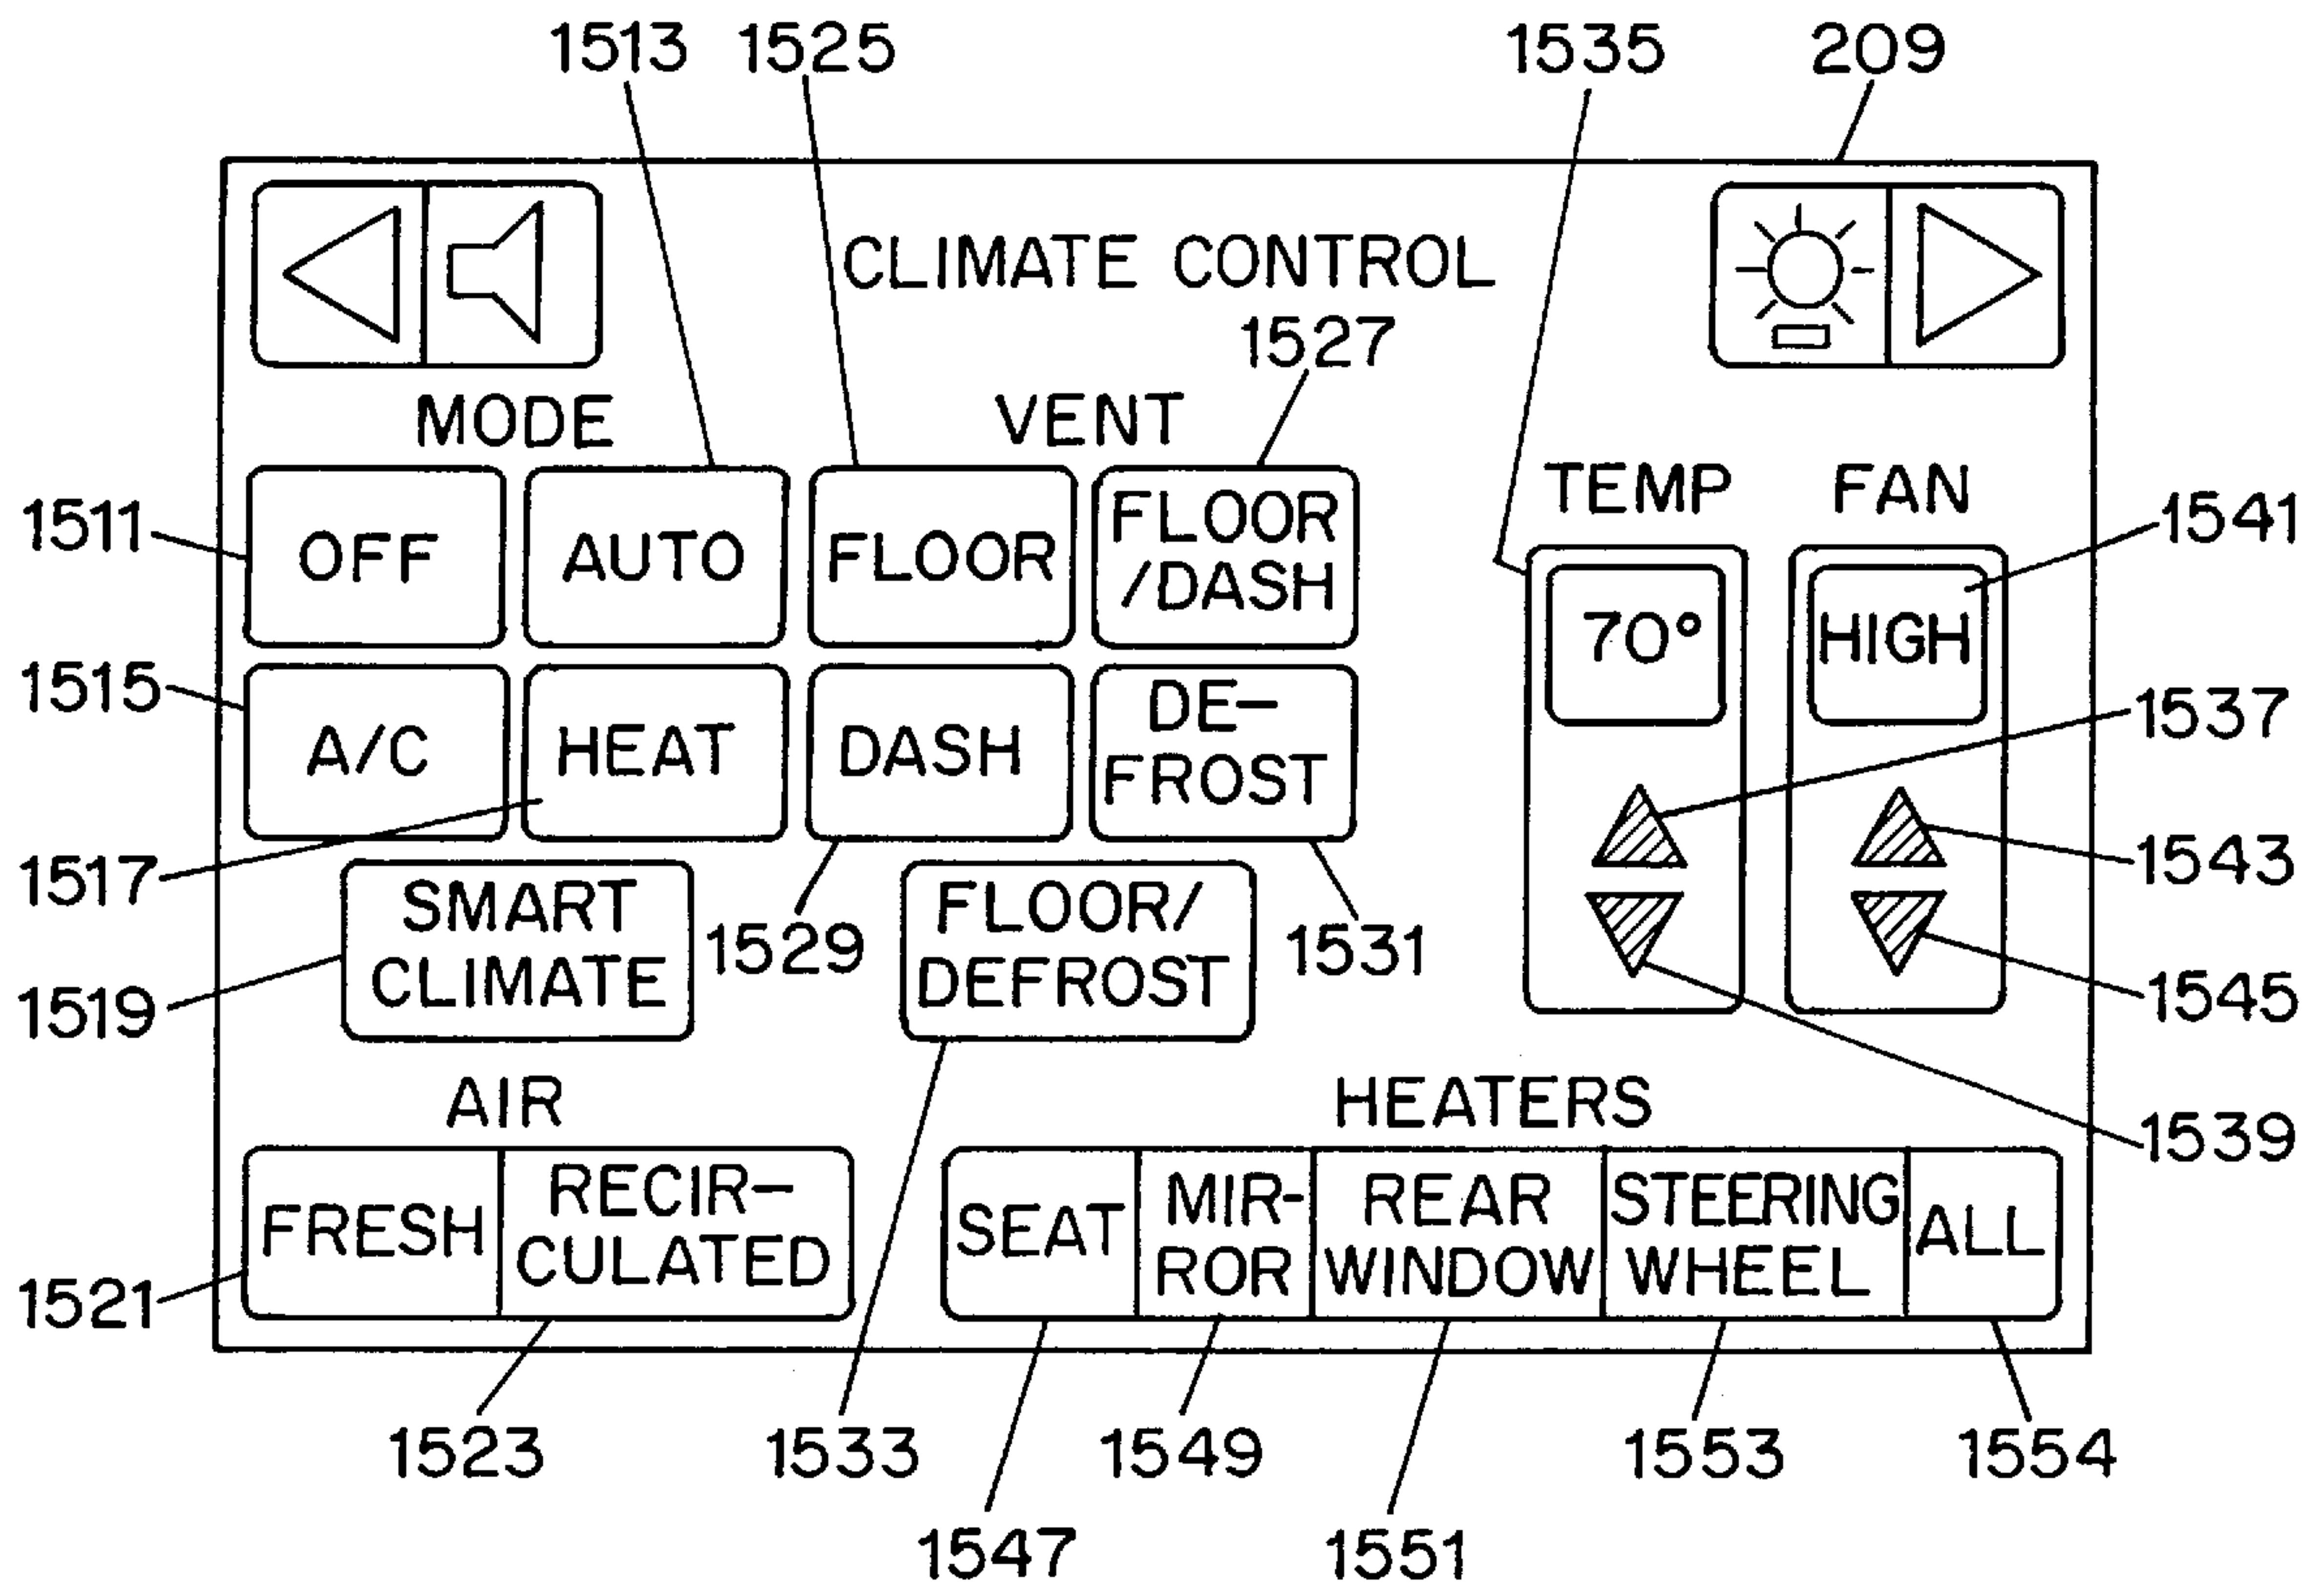 1513 1525 1535 209
CLIMATE CONTROL
1527
MODE VENT
TEMP FAN
1511 OFF AUTO FLOOR FLOOR
/DASH
70° HIGH 1541
1515 A/C HEAT DASH DE-
FROST
1537
1517
1543
SMART
CLIMATE
1529
FLOOR/
DEFROST
1531
1519
1545
AIR HEATERS
1539
FRESH RECIR-
CULATED
SEAT MIR-
ROR
REAR
WINDOW
STEERING
WHEEL
ALL
1521
1523 1533 1549 1553 1554
1547 1551